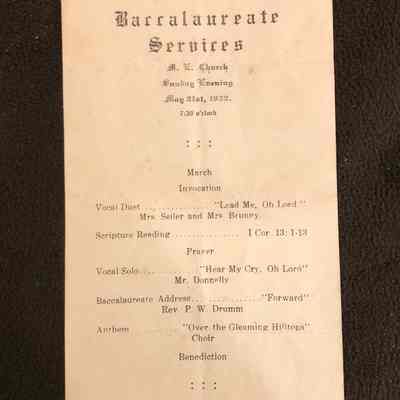 Baccalaureate
Services
M. E. Church
Sunday Evening
May 21st, 1922.
7:30 o'clock
: : :
March
Invocation
Vocal Duet .............. "Lead Me, Oh Lord"
Mrs. Seiler and Mrs. Brumy
Scripture Reading ................ I Cor. 13: 1-13
Prayer
Vocal Solo............. "Hear My Cry, Oh Lord"
Mr. Donnelly
Baccalaureate Address............... "Forward"
Rev. P. W. Drumm
Anthem .......... "Over the Gleaming Hilltops"
Choir
Benediction
: : :